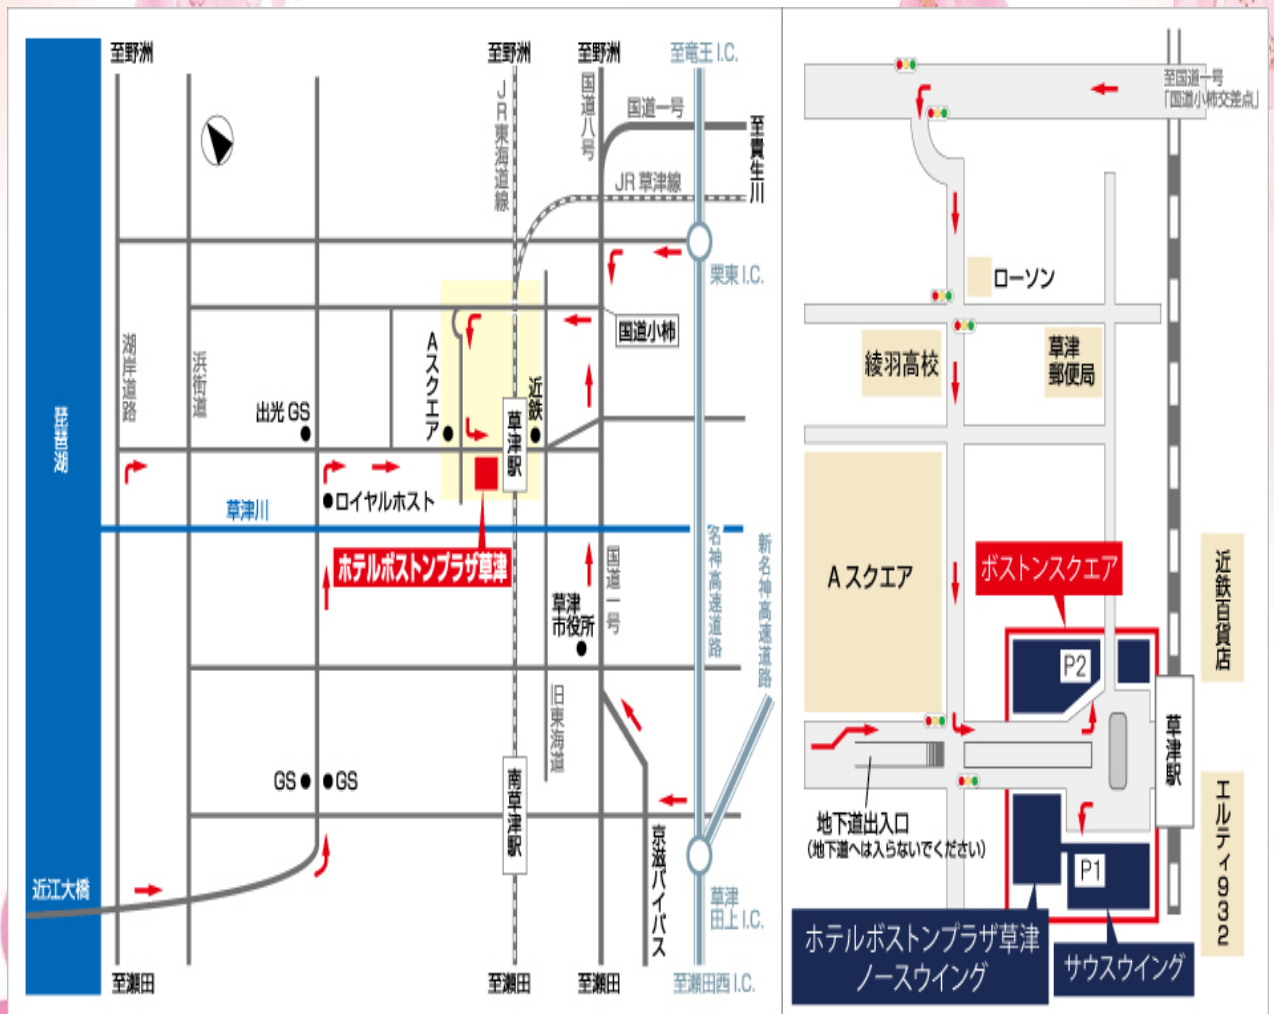 至野洲
至野洲
至野洲
至竜王 I.C.
JR東海道線
国道八号
国道一号
至貴生川
JR 草津線
栗東 I.C.
国道小柿
湖岸道路
浜街道
出光 GS
Aスクエア
近鉄
草津駅
琵琶湖
草津川
ロイヤルホスト
ホテルボストンプラザ草津
草津
市役所
国道一号
名神高速道路
新名神高速道路
旧東海道
GS
GS
南草津駅
京滋バイパス
近江大橋
草津
田上 I.C.
至瀬田
至瀬田
至瀬田
至瀬田西 I.C.
至国道一号
「国道小柿交差点」
ローソン
綾羽高校
草津
郵便局
A スクエア
ボストンスクエア
近鉄百貨店
P2
草津駅
地下道出入口
（地下道へは入らないでください）
P1
エルティ932
ホテルボストンプラザ草津
ノースウイング
サウスウイング